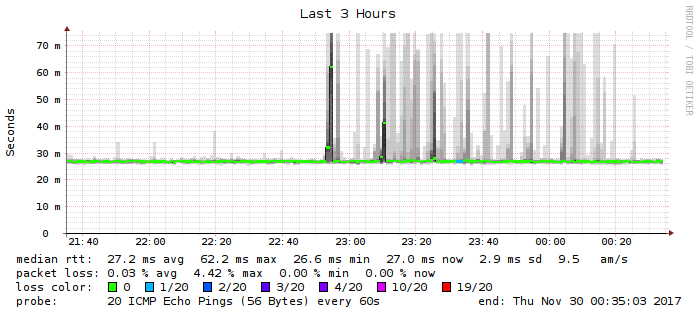 Last 3 Hours
RRDTOOL / TOBI OETIKER
Seconds
70 m
60 m
50 m
40 m
30 m
20 m
10 m
0
21:40 22:00 22:20 22:40 23:00 23:20 23:40 00:00 00:20
median rtt: 27.2 ms avg 62.2 ms max 26.6 ms min 27.0 ms now 2.9 ms sd 9.5 am/s
packet loss: 0.03 % avg 4.42 % max 0.00 % min 0.00 % now
loss color: 0 1/20 2/20 3/20 4/20 10/20 19/20
probe: 20 ICMP Echo Pings (56 Bytes) every 60s end: Thu Nov 30 00:35:03 2017